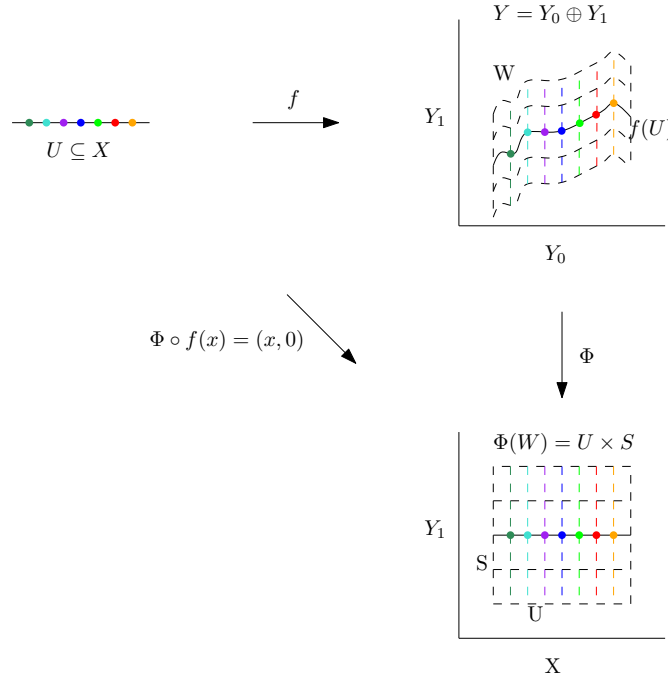 Y = Y₀ ⊕ Y₁
W
f
Y₁
f(U)
U ⊆ X
Y₀
Φ ∘ f(x) = (x, 0)
Φ
Φ(W) = U × S
Y₁
S
U
X